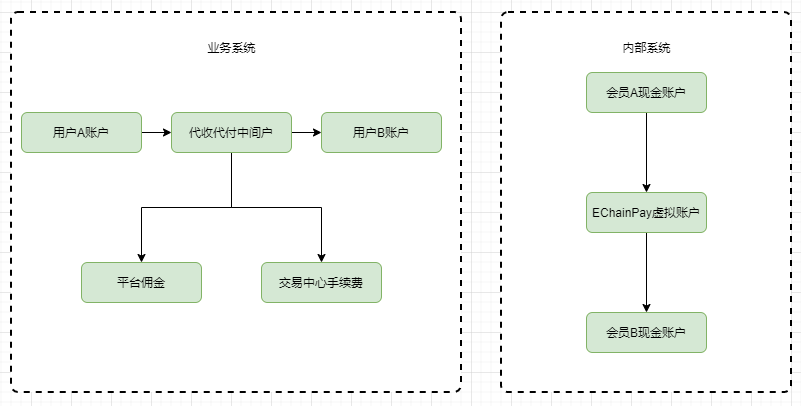 业务系统
用户A账户
代收代付中间户
用户B账户
平台佣金
交易中心手续费
内部系统
会员A现金账户
EChainPay虚拟账户
会员B现金账户